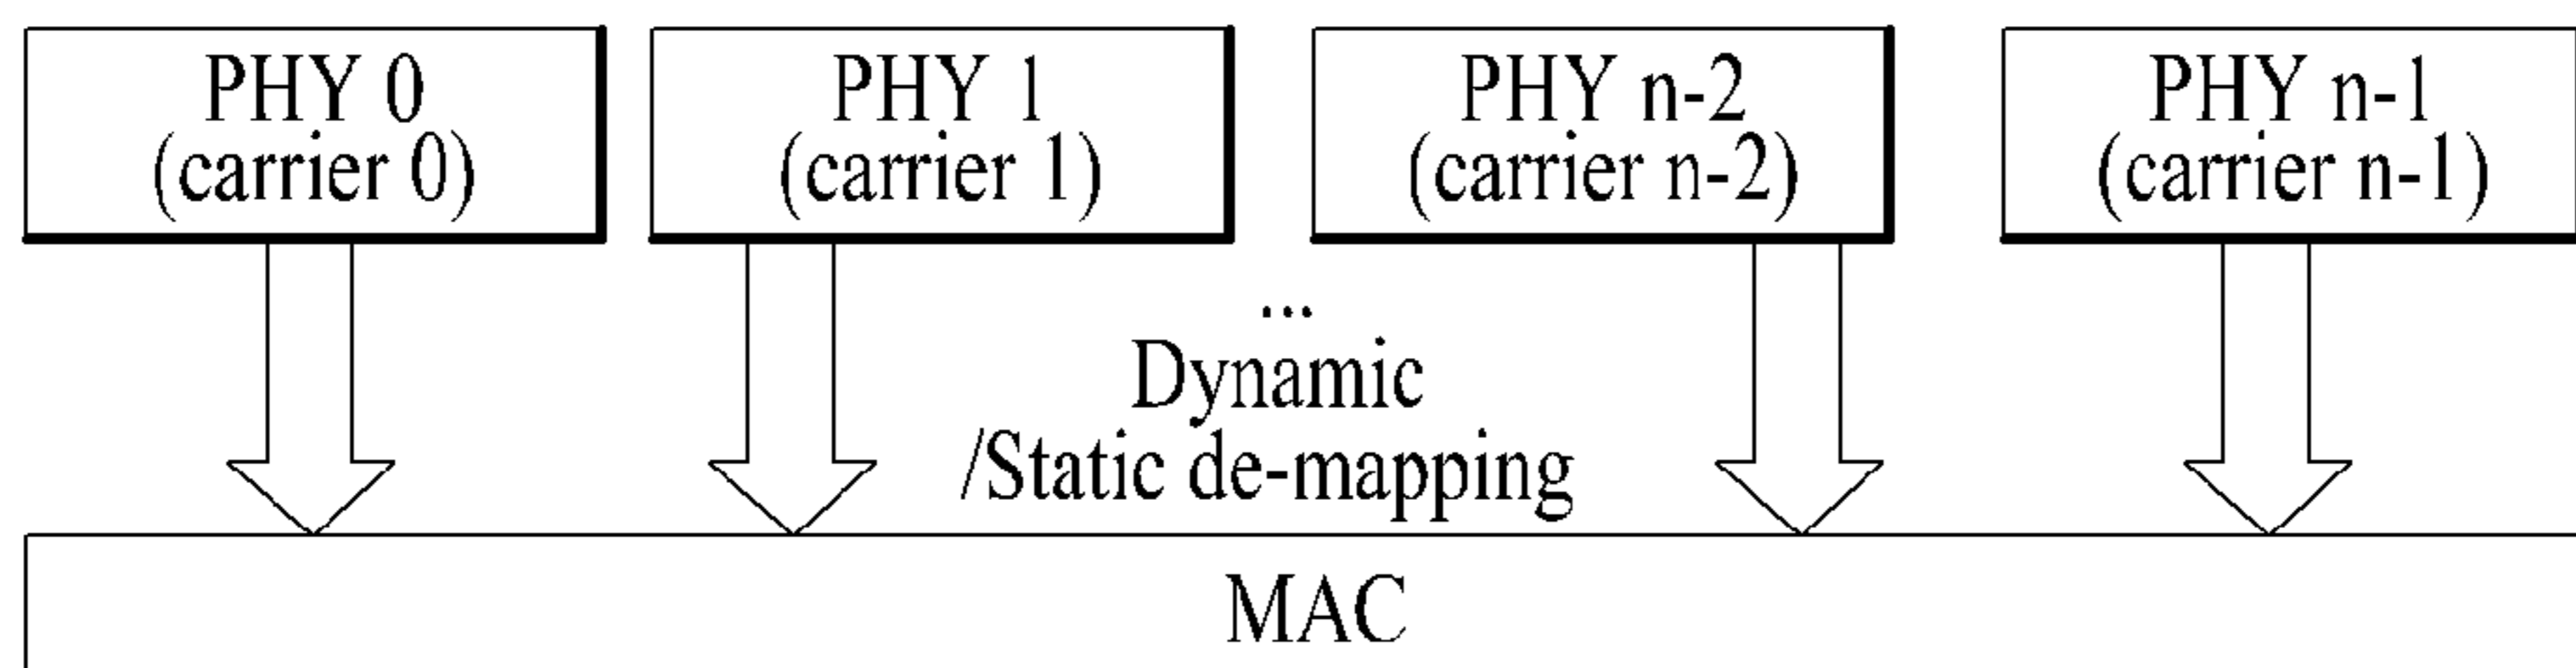 PHY 0
(carrier 0)
PHY 1
(carrier 1)
PHY n-2
(carrier n-2)
PHY n-1
(carrier n-1)
...
Dynamic
/Static de-mapping
MAC